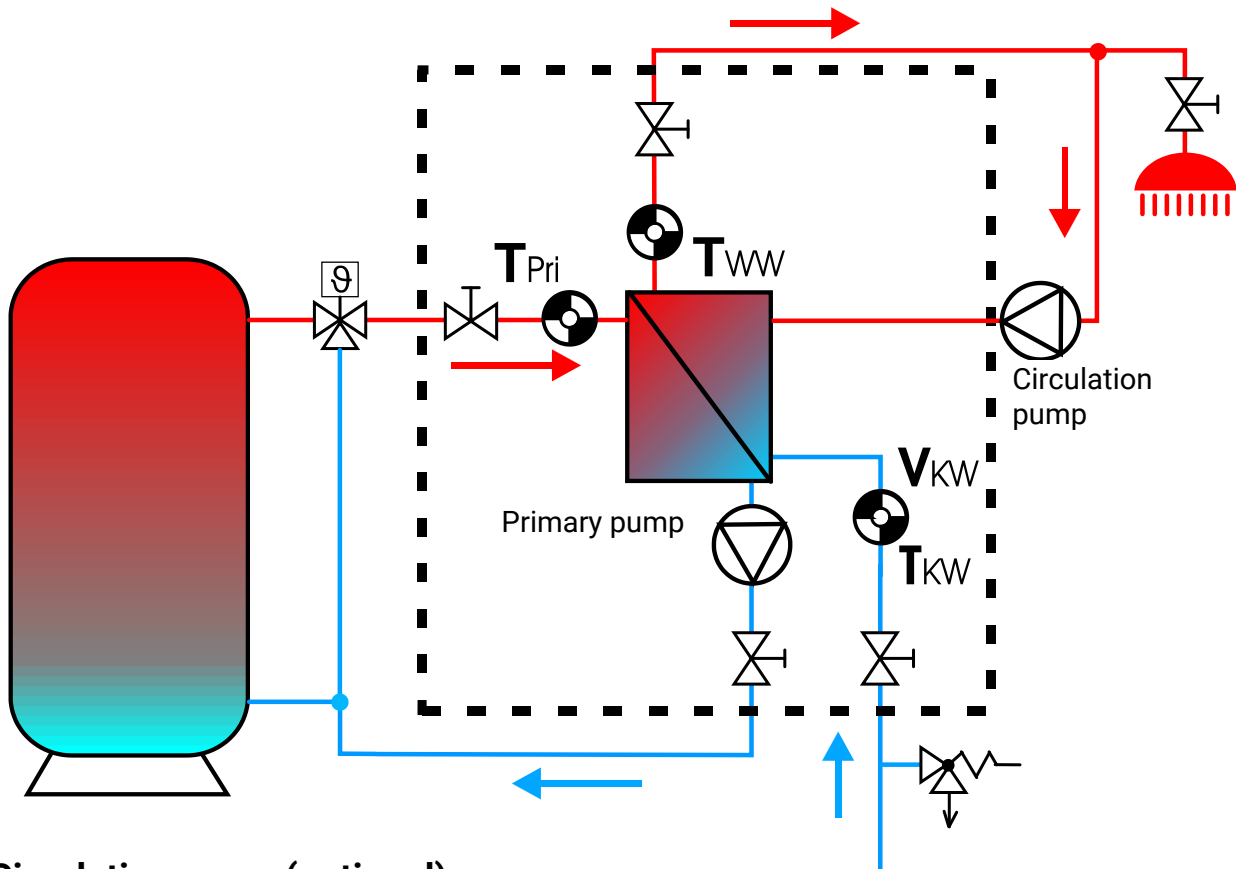 ϑ
TPri
TWW
Circulation
pump
VKW
Primary pump
TKW